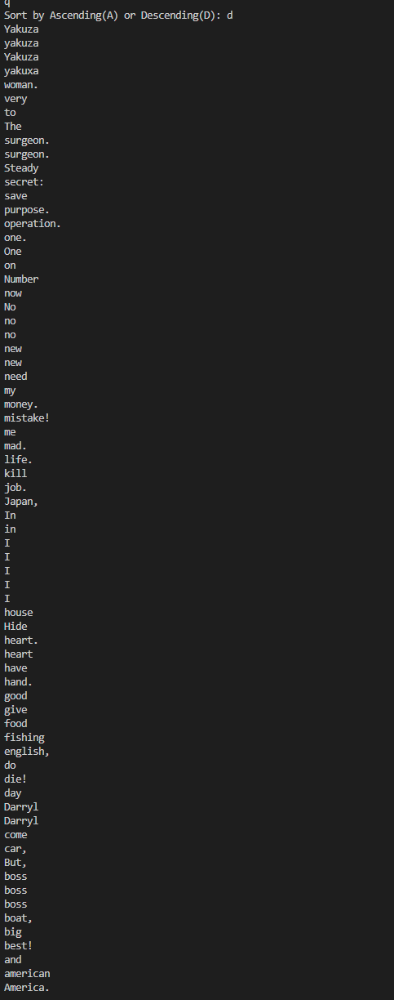 q
Sort by Ascending(A) or Descending(D): d
Yakuza
yakuza
Yakuza
yakuxa
woman.
very
to
The
surgeon.
surgeon.
Steady
secret:
save
purpose.
operation.
one.
One
on
Number
now
No
no
no
new
new
need
my
money.
mistake!
me
mad.
life.
kill
job.
Japan,
In
in
I
I
I
I
I
house
Hide
heart.
heart
have
hand.
good
give
food
fishing
english,
do
die!
day
Darryl
Darryl
come
car,
But,
boss
boss
boss
boat,
big
best!
and
american
America.